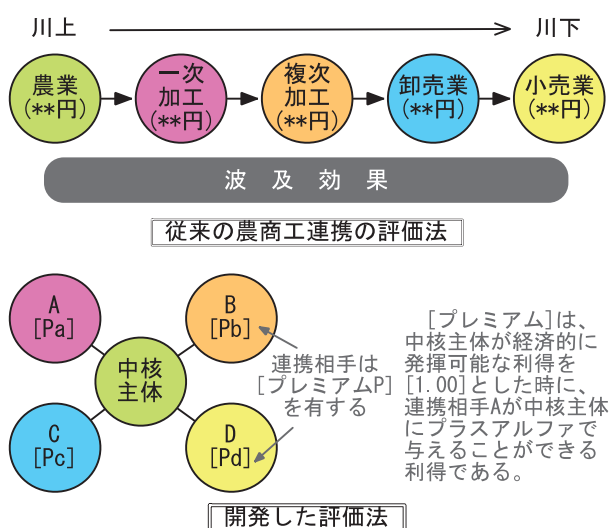 川上
川下
農業
(**円)
一次
加工
(**円)
複次
加工
(**円)
卸売業
(**円)
小売業
(**円)
波及効果
従来の農商工連携の評価法
A
[Pa]
B
[Pb]
中核
主体
C
[Pc]
D
[Pd]
連携相手は
[プレミアムP]
を有する
[プレミアム]は、
中核主体が経済的に
発揮可能な利得を
[1.00]とした時に、
連携相手Aが中核主体
にプラスアルファで
与えることができる
利得である。
開発した評価法